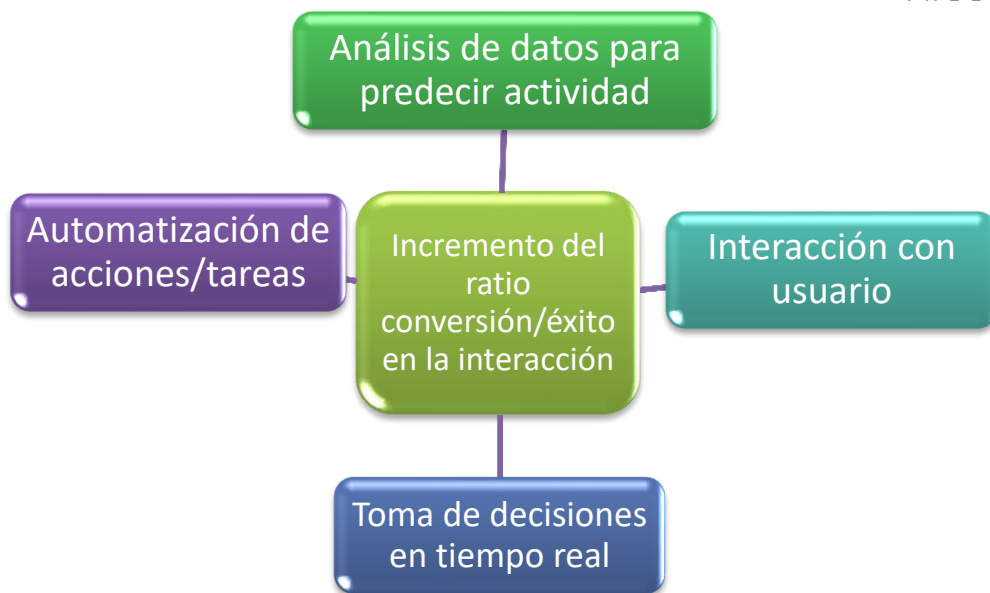 Análisis de datos para
predecir actividad
Automatización de
acciones/tareas
Incremento del
ratio
conversión/éxito
en la interacción
Interacción con
usuario
Toma de decisiones
en tiempo real